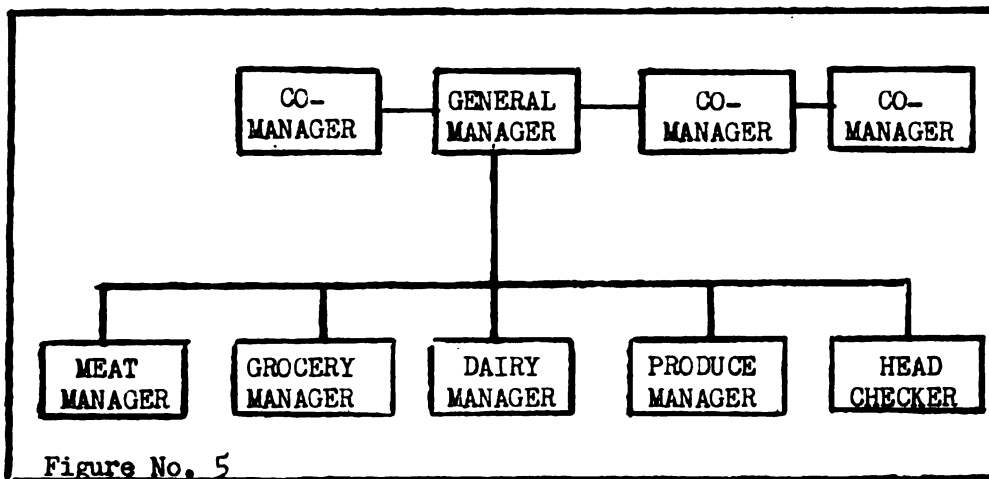 CO-
MANAGER
GENERAL
MANAGER
CO-
MANAGER
CO-
MANAGER
MEAT
MANAGER
GROCERY
MANAGER
DAIRY
MANAGER
PRODUCE
MANAGER
HEAD
CHECKER
Figure No. 5